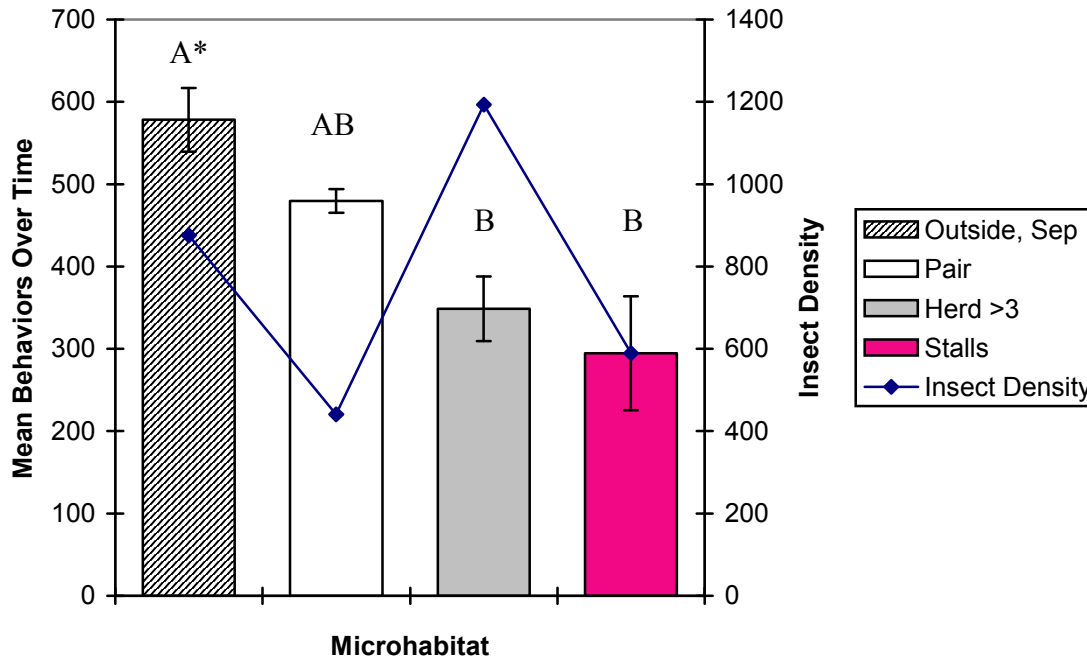 Mean Behaviors Over Time
700
600
500
400
300
200
100
0
A*
AB
B
B
1400
1200
1000
800
600
400
200
0
Insect Density
Microhabitat
Outside, Sep
Pair
Herd >3
Stalls
Insect Density